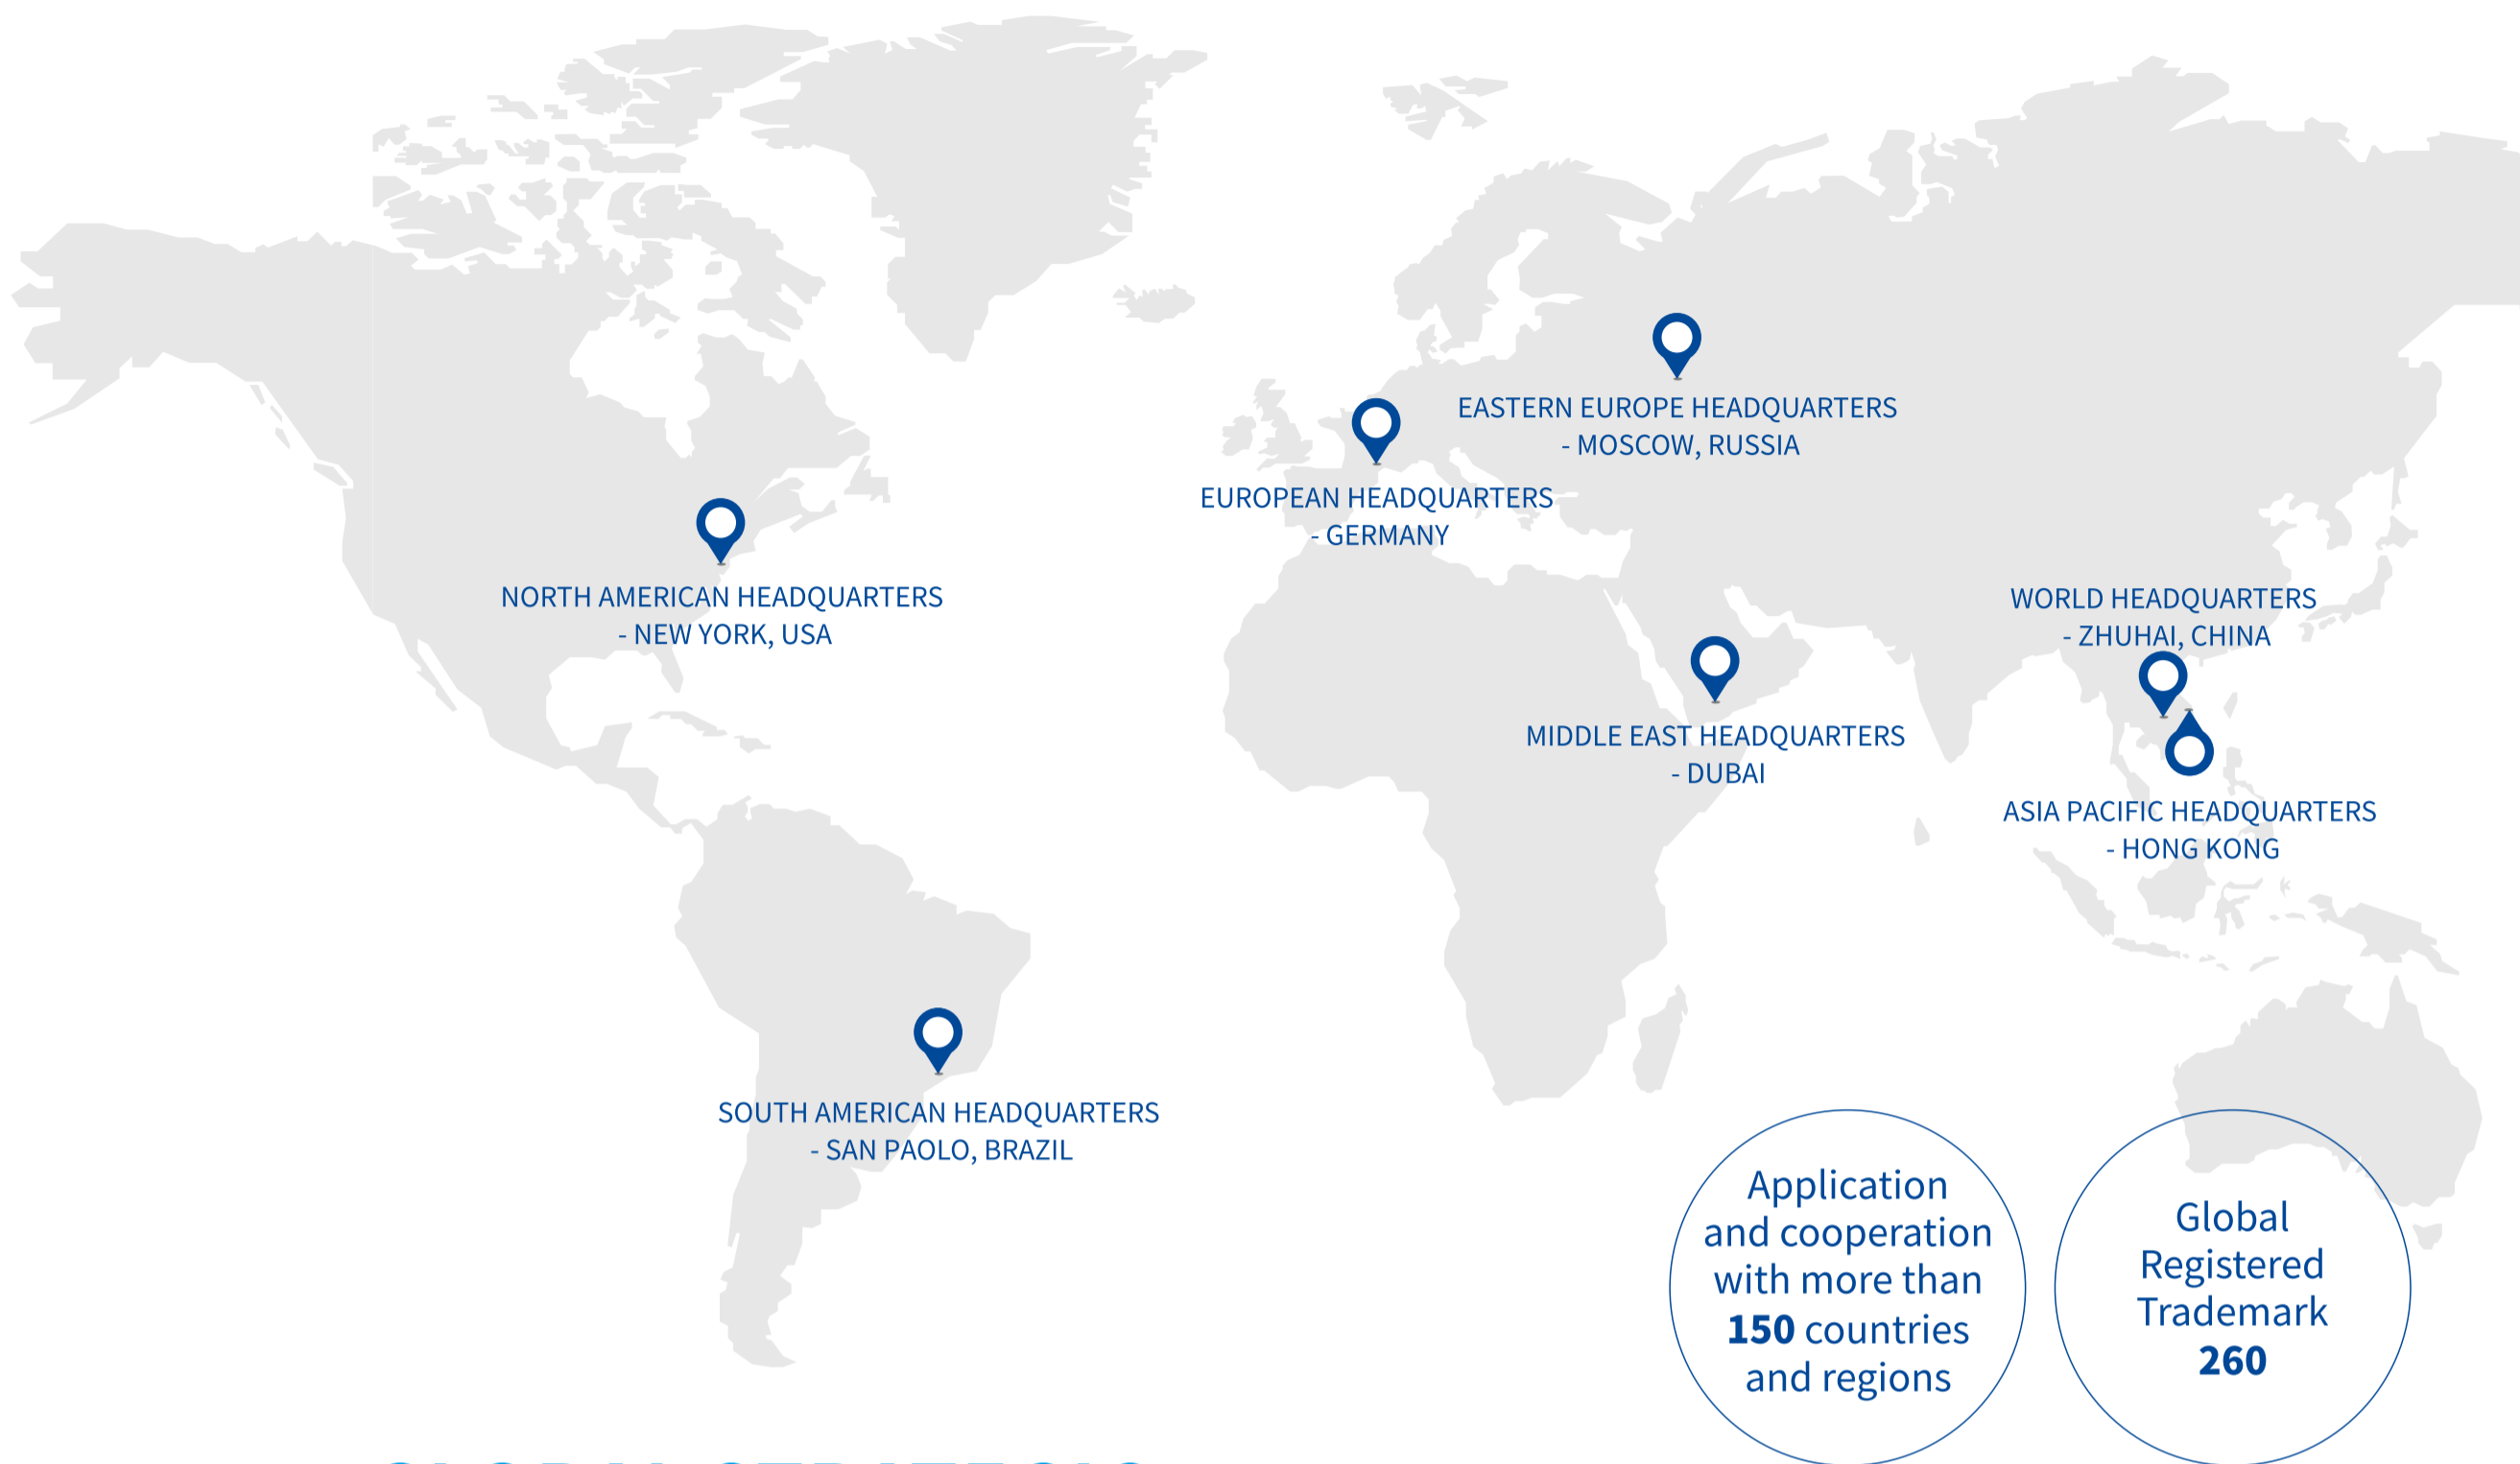 EASTERN EUROPE HEADQUARTERS
- MOSCOW, RUSSIA
EUROPEAN HEADQUARTERS
- GERMANY
NORTH AMERICAN HEADQUARTERS
- NEW YORK, USA
WORLD HEADQUARTERS
- ZHUHAI, CHINA
MIDDLE EAST HEADQUARTERS
- DUBAI
ASIA PACIFIC HEADQUARTERS
- HONG KONG
SOUTH AMERICAN HEADQUARTERS
- SAN PAOLO, BRAZIL
Application
and cooperation
with more than
150 countries
and regions
Global
Registered
Trademark
260